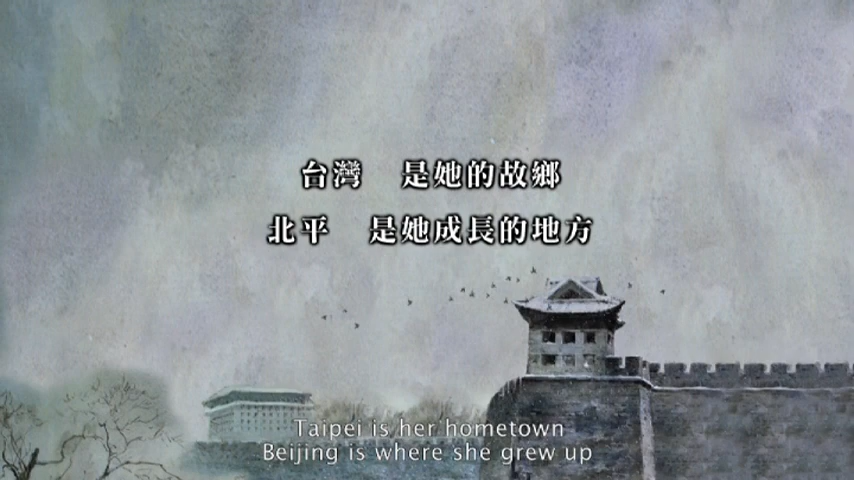 台灣　是她的故鄉
北平　是她成長的地方
Taipei is her hometown
Beijing is where she grew up